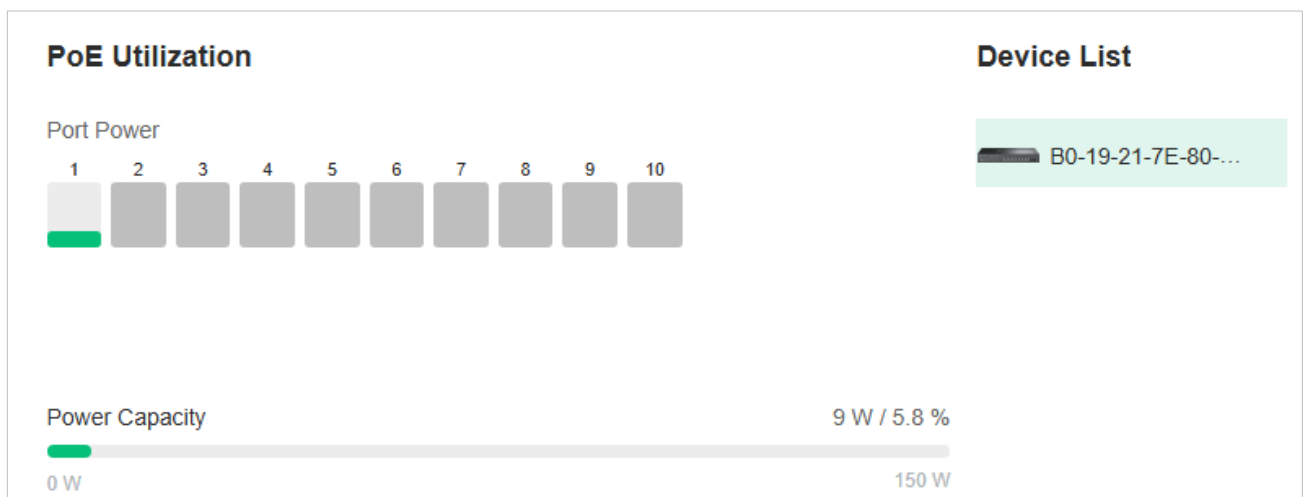 PoE Utilization
Port Power
1 2 3 4 5 6 7 8 9 10
Power Capacity
9 W / 5.8 %
0 W
150 W
Device List
B0-19-21-7E-80-...